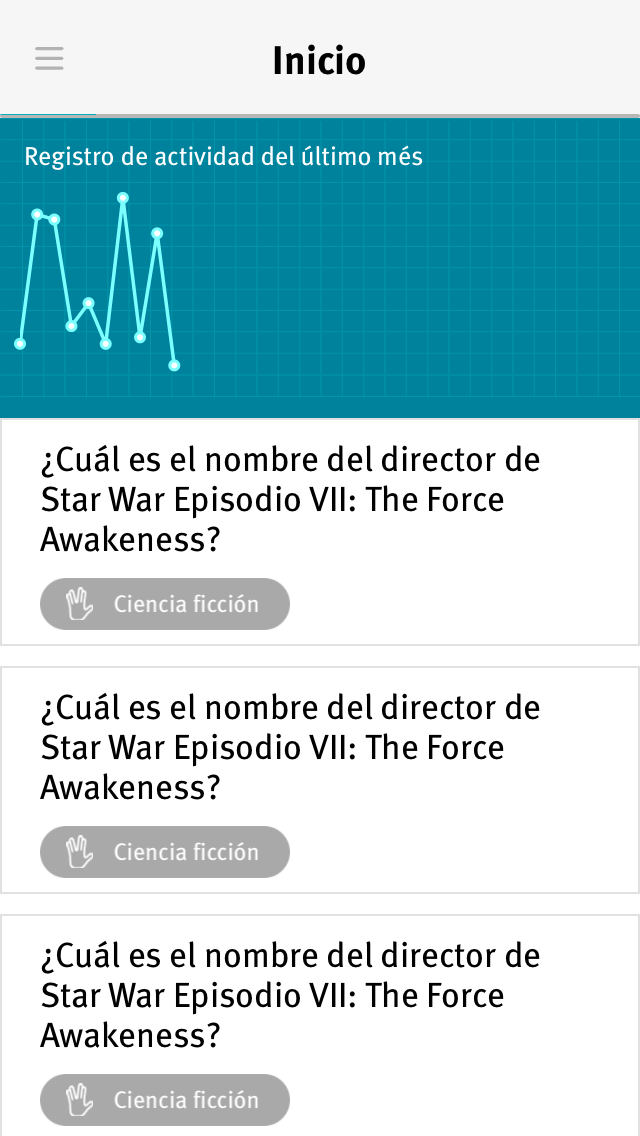 Inicio
Registro de actividad del último més
¿Cuál es el nombre del director de
Star War Episodio VII: The Force
Awakeness?
Ciencia ficción
¿Cuál es el nombre del director de
Star War Episodio VII: The Force
Awakeness?
Ciencia ficción
¿Cuál es el nombre del director de
Star War Episodio VII: The Force
Awakeness?
Ciencia ficción